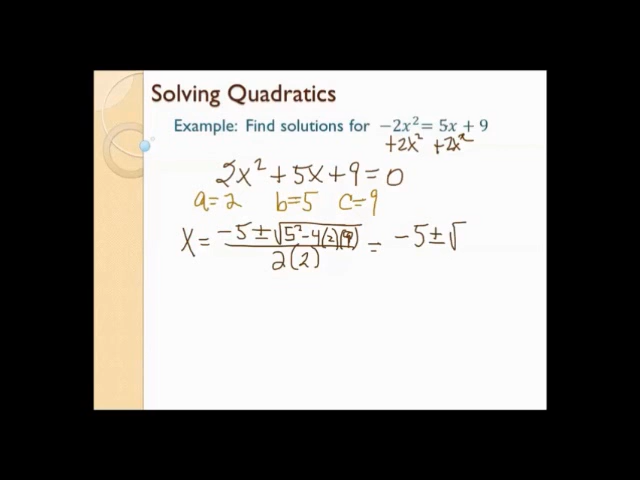 Solving Quadratics
Example: Find solutions for −2x² = 5x + 9
+2x² +2x²
2x² + 5x + 9 = 0
a=2 b=5 c=9
x = (−5 ± √(5² − 4(2)(9))) / 2(2) = −5 ± √